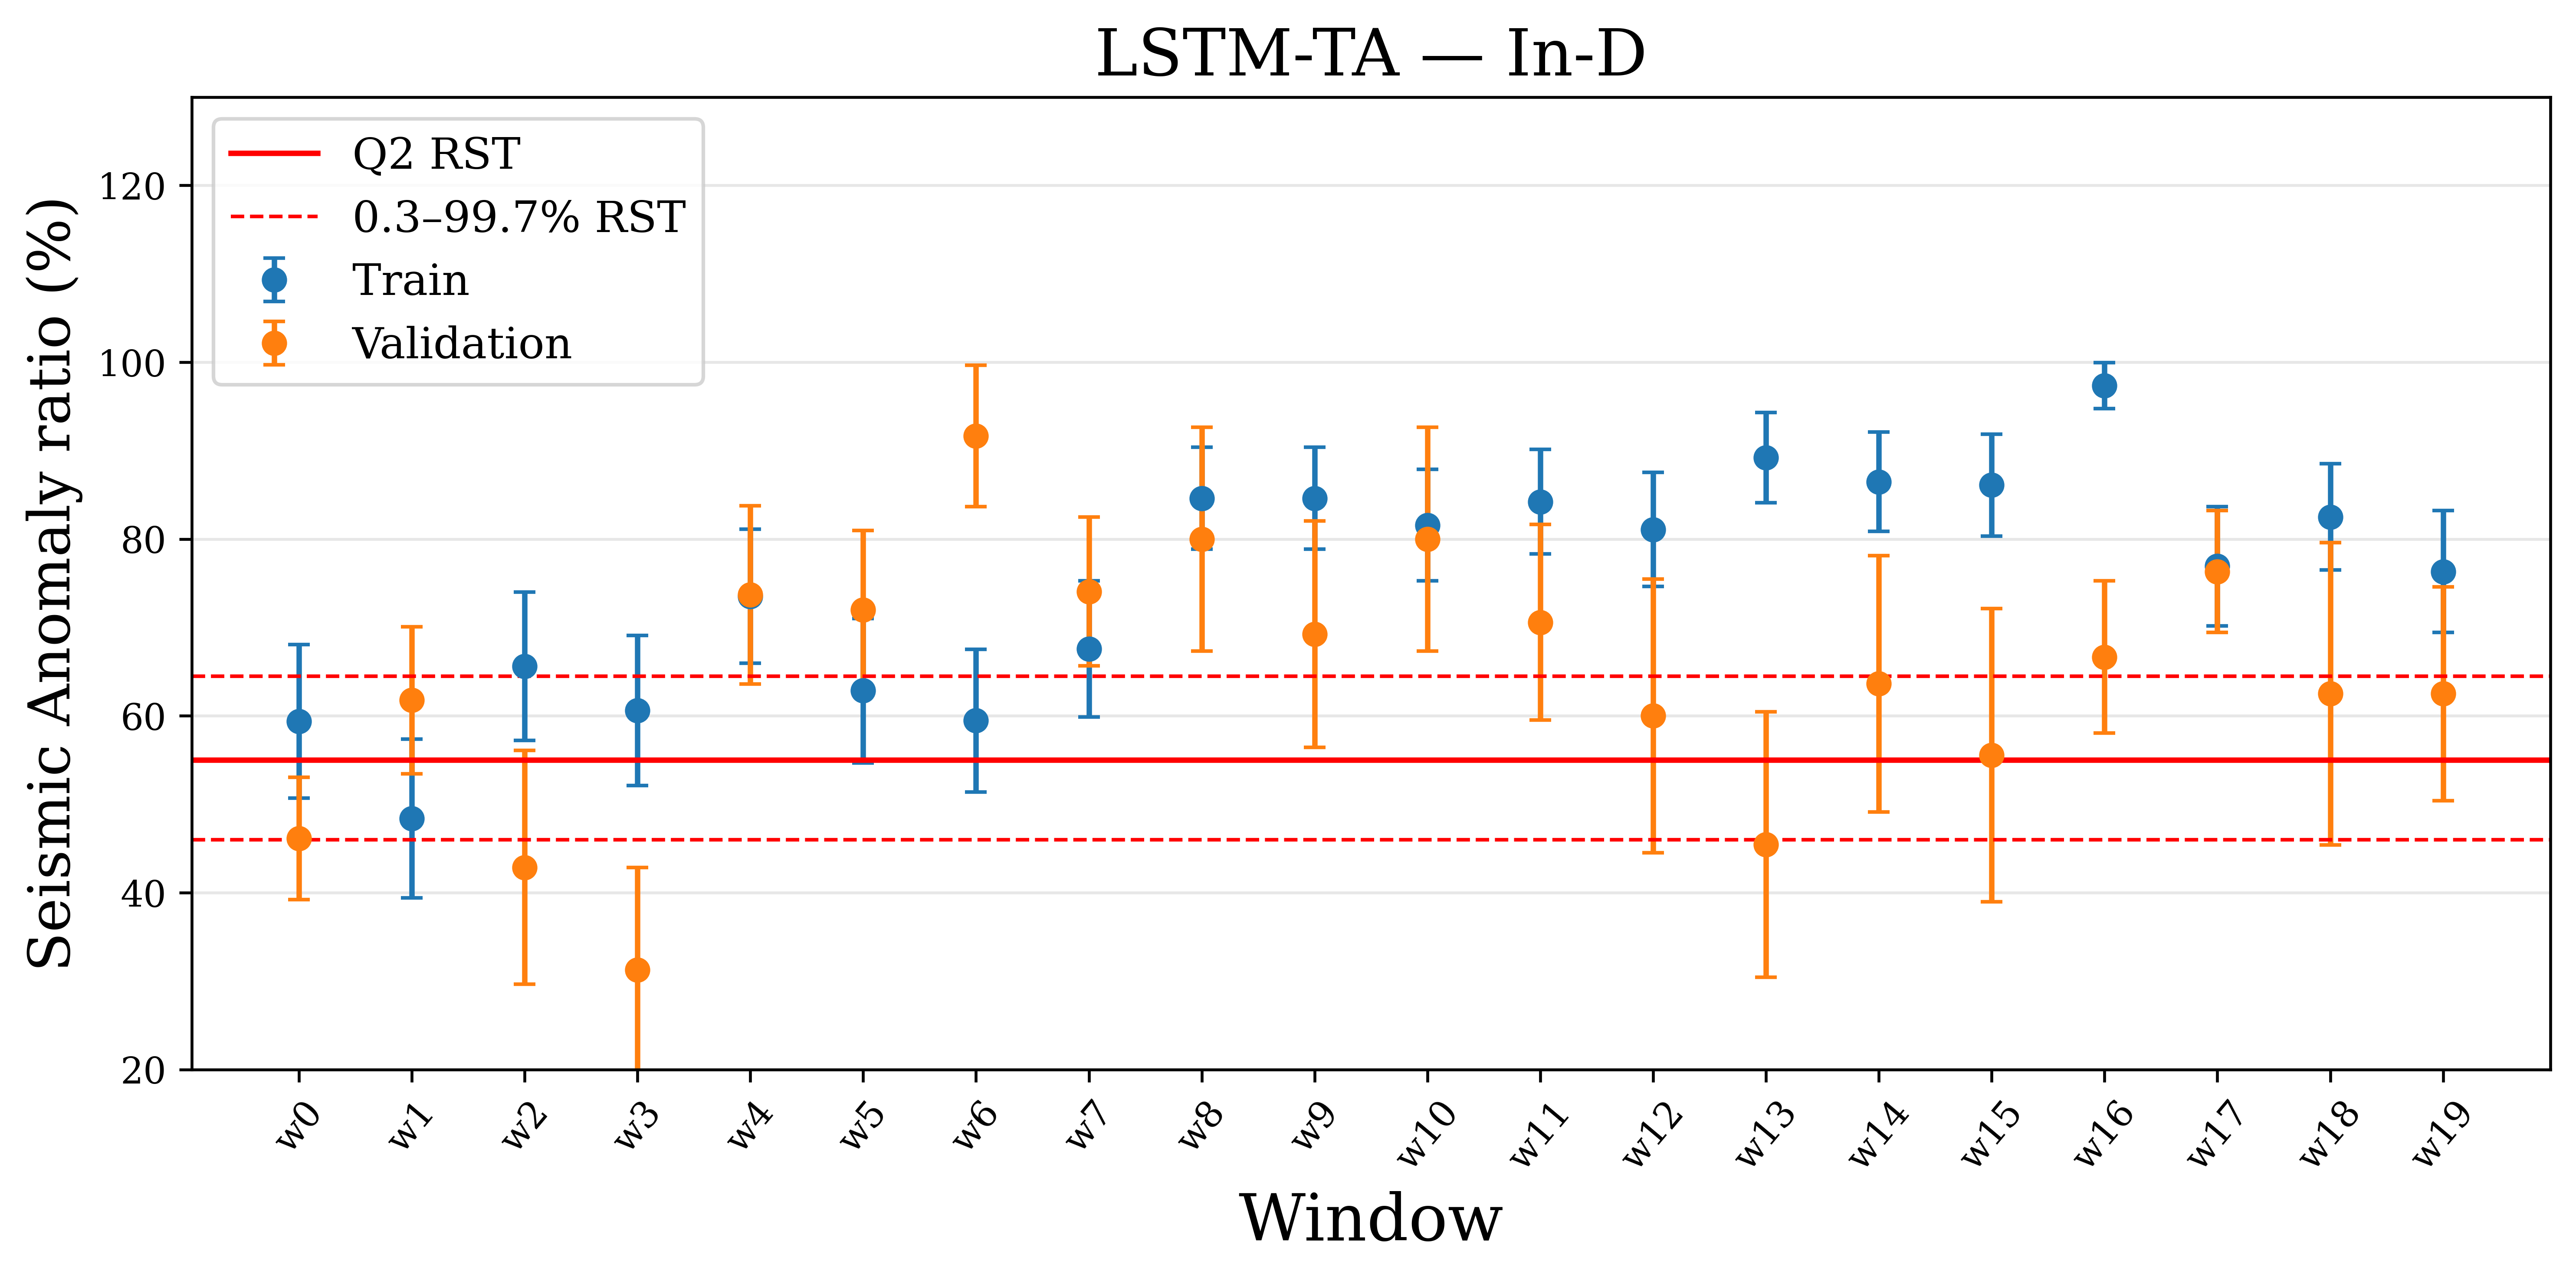 LSTM-TA — In-D
Seismic Anomaly ratio (%)
120
100
80
60
40
20
Q2 RST
0.3–99.7% RST
Train
Validation
w0
w1
w2
w3
w4
w5
w6
w7
w8
w9
w10
w11
w12
w13
w14
w15
w16
w17
w18
w19
Window